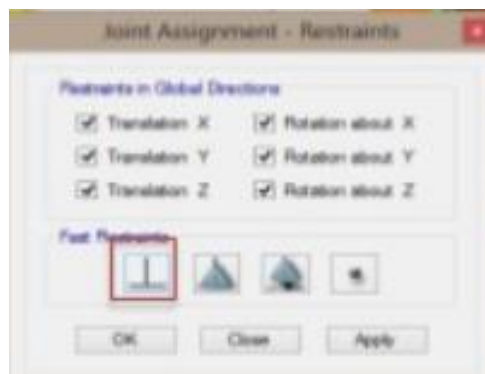 Joint Assignment - Restraints
Restraints in Global Directions
Translation X Rotation about X
Translation Y Rotation about Y
Translation Z Rotation about Z
Fast Restraints
OK Close Apply